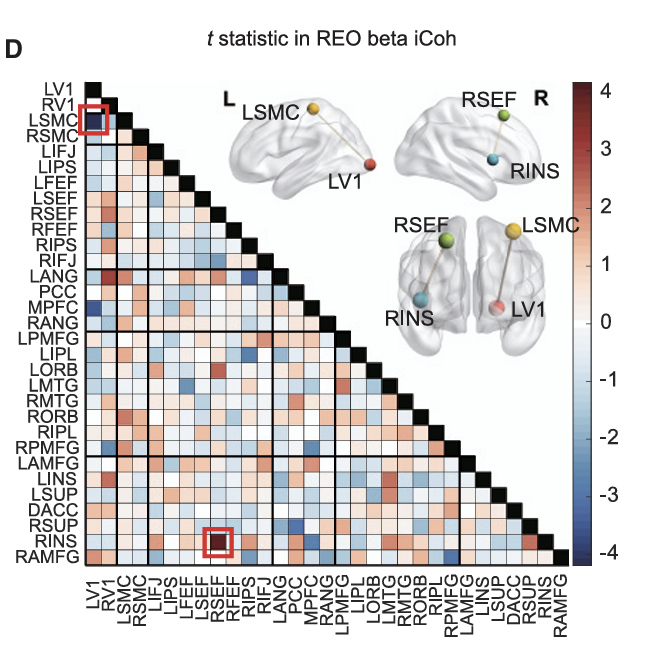 D
t statistic in REO beta iCoh
L
R
LSMC
LV1
RSEF
RINS
RSEF
LSMC
RINS
LV1
LV1
RV1
LSMC
RSMC
LIFJ
LIPS
LFEF
LSEF
RSEF
RFEF
RIPS
RIFJ
LANG
PCC
MPFC
RANG
LPMFG
LIPL
LORB
LMTG
RMTG
RORB
RIPL
RPMFG
LAMFG
LINS
LSUP
DACC
RSUP
RINS
RAMFG
LV1
RV1
LSMC
RSMC
LIFJ
LIPS
LFEF
LSEF
RSEF
RFEF
RIPS
RIFJ
LANG
PCC
MPFC
RANG
LPMFG
LIPL
LORB
LMTG
RMTG
RORB
RIPL
RPMFG
LAMFG
LINS
LSUP
DACC
RSUP
RINS
RAMFG
4
3
2
1
0
-1
-2
-3
-4